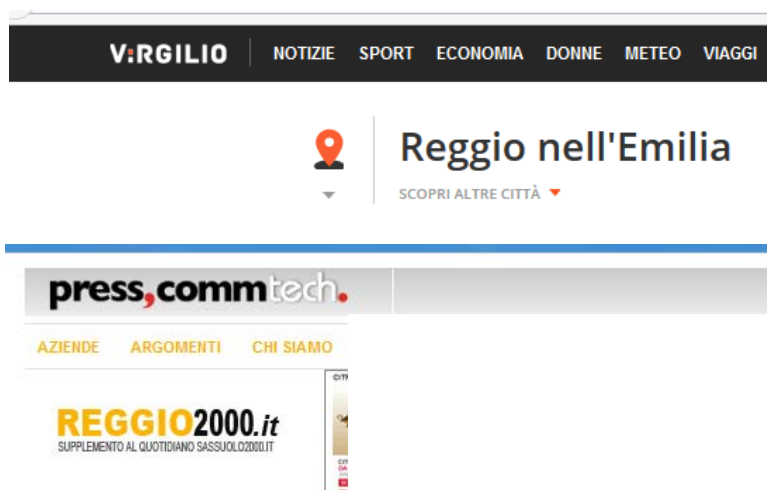 V:RGILIO NOTIZIE SPORT ECONOMIA DONNE METEO VIAGGI
Reggio nell'Emilia
SCOPRI ALTRE CITTÀ
press,commtech.
AZIENDE ARGOMENTI CHI SIAMO
REGGIO2000.it
SUPPLEMENTO AL QUOTIDIANO SASSUOLO2000.IT